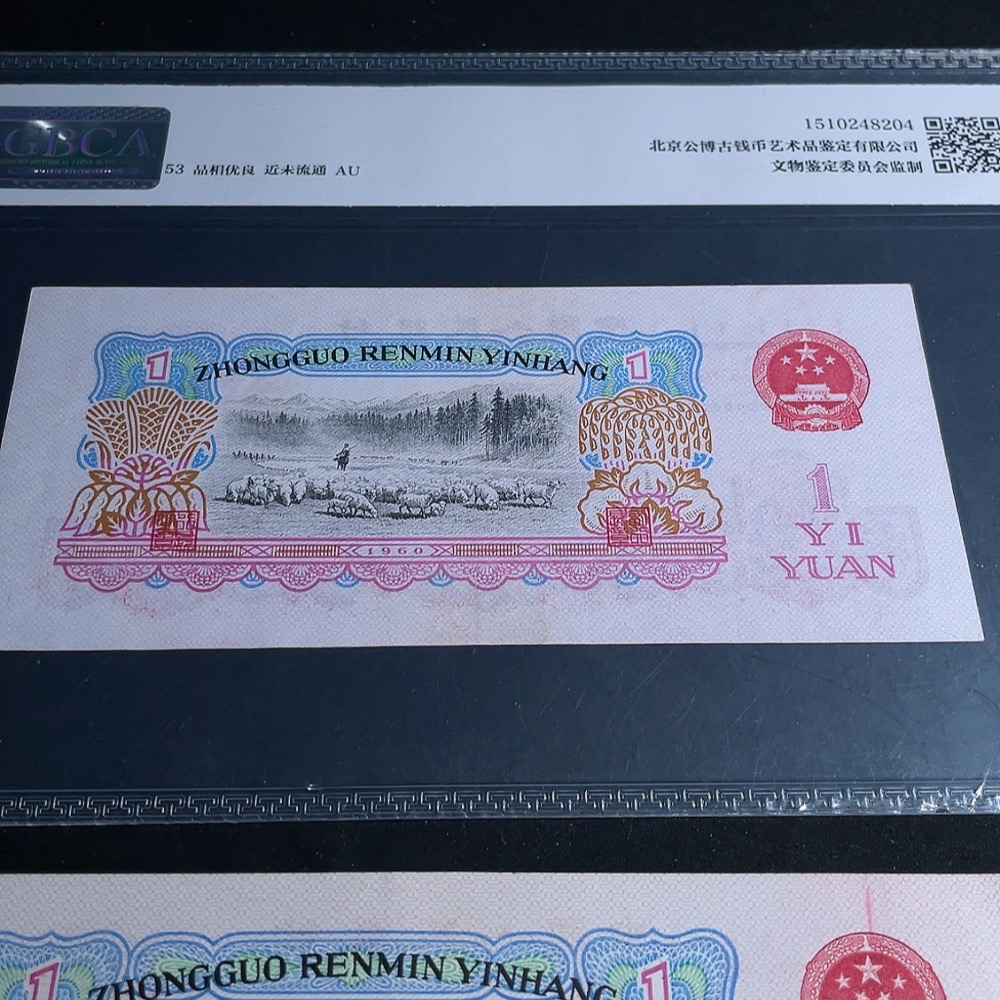 GBCA
53 品相优良 近未流通 AU
1510248204
北京公博古钱币艺术品鉴定有限公司
文物鉴定委员会监制
1 ZHONGGUO RENMIN YINHANG 1
1960
1
YI
YUAN
1 ZHONGGUO RENMIN YINHANG 1